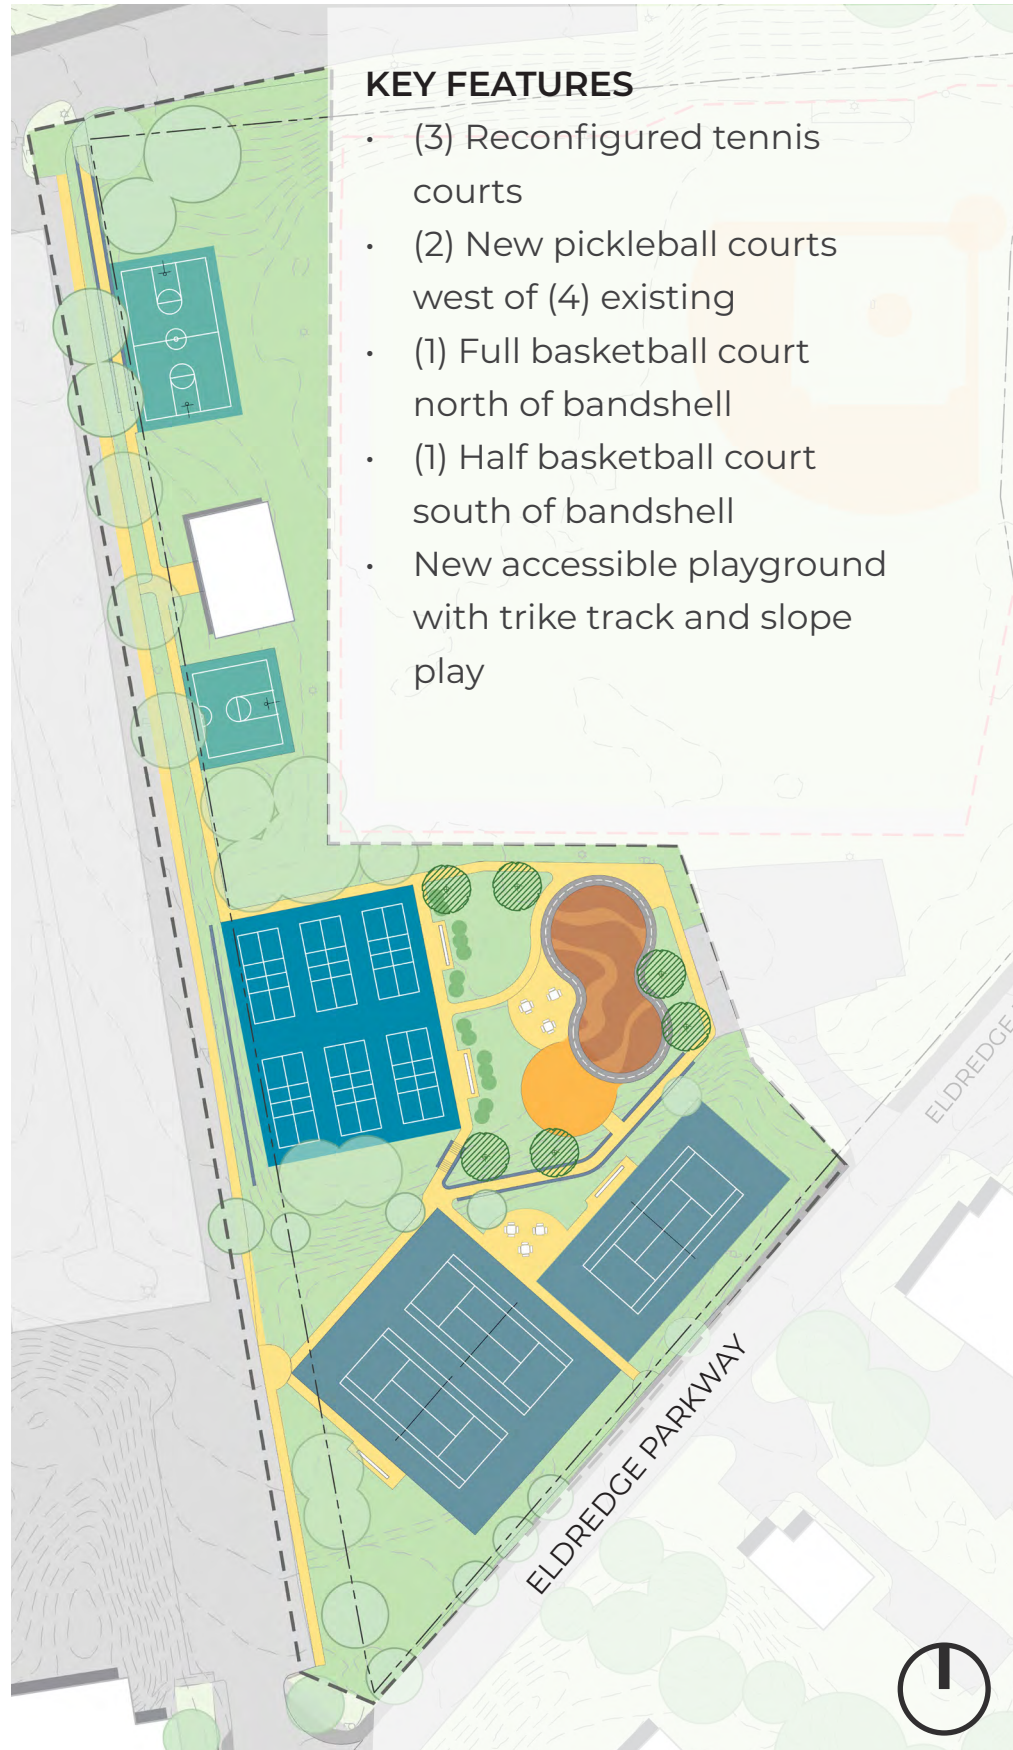 KEY FEATURES
• (3) Reconfigured tennis
courts
• (2) New pickleball courts
west of (4) existing
• (1) Full basketball court
north of bandshell
• (1) Half basketball court
south of bandshell
• New accessible playground
with trike track and slope
play
ELDREDGE
ELDREDGE PARKWAY